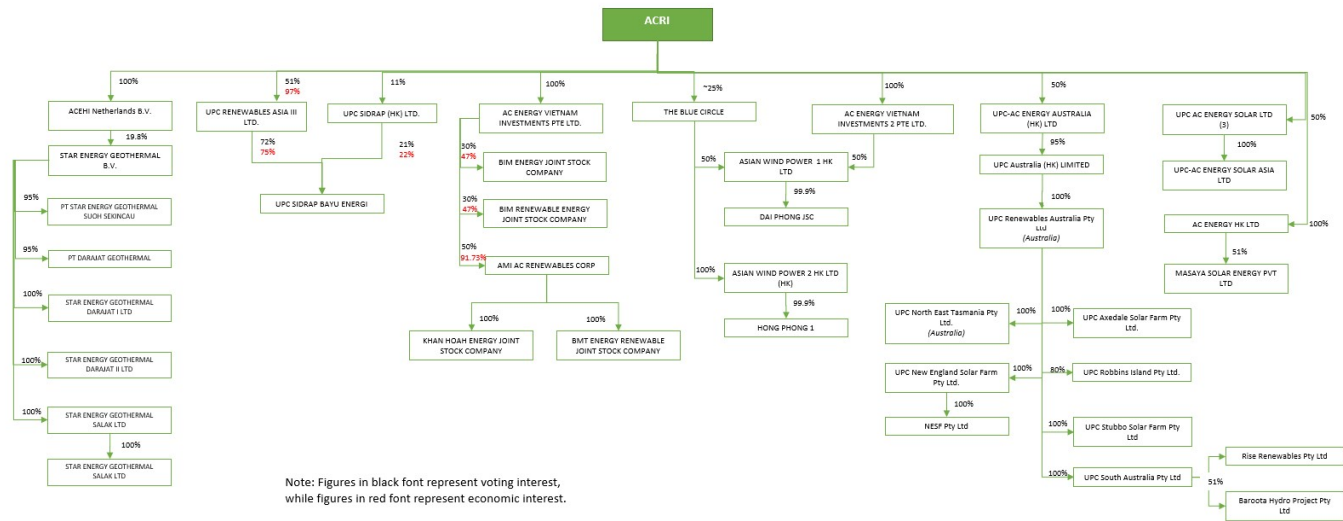 ACRI
100%
51%
97%
11%
100%
~25%
100%
50%
50%
ACEHI Netherlands B.V.
UPC RENEWABLES ASIA III
LTD.
UPC SIDRAP (HK) LTD.
AC ENERGY VIETNAM
INVESTMENTS PTE LTD.
THE BLUE CIRCLE
AC ENERGY VIETNAM
INVESTMENTS 2 PTE LTD.
UPC-AC ENERGY AUSTRALIA
(HK) LTD
UPC AC ENERGY SOLAR LTD
(3)
19.8%
72%
75%
21%
22%
30%
47%
50%
50%
95%
100%
STAR ENERGY GEOTHERMAL
B.V.
BIM ENERGY JOINT STOCK
COMPANY
ASIAN WIND POWER 1 HK
LTD
UPC Australia (HK) LIMITED
UPC-AC ENERGY SOLAR ASIA
LTD
95%
PT STAR ENERGY GEOTHERMAL
SUOH SEKINCAU
UPC SIDRAP BAYU ENERGI
30%
47%
BIM RENEWABLE ENERGY
JOINT STOCK COMPANY
99.9%
DAI PHONG JSC
100%
UPC Renewables Australia Pty
Ltd
(Australia)
AC ENERGY HK LTD
100%
95%
PT DARAJAT GEOTHERMAL
50%
91.73%
AMI AC RENEWABLES CORP
100%
ASIAN WIND POWER 2 HK LTD
(HK)
51%
MASAYA SOLAR ENERGY PVT
LTD
100%
STAR ENERGY GEOTHERMAL
DARAJAT I LTD
100%
100%
99.9%
KHAN HOAH ENERGY JOINT
STOCK COMPANY
BMT ENERGY RENEWABLE
JOINT STOCK COMPANY
HONG PHONG 1
UPC North East Tasmania Pty
Ltd.
(Australia)
100%
100%
UPC Axedale Solar Farm Pty
Ltd.
100%
STAR ENERGY GEOTHERMAL
DARAJAT II LTD
UPC New England Solar Farm
Pty Ltd.
100%
80%
UPC Robbins Island Pty Ltd.
100%
STAR ENERGY GEOTHERMAL
SALAK LTD
100%
NESF Pty Ltd
100%
UPC Stubbo Solar Farm Pty
Ltd
100%
STAR ENERGY GEOTHERMAL
SALAK LTD
100%
UPC South Australia Pty Ltd
51%
Rise Renewables Pty Ltd
Baroota Hydro Project Pty
Ltd
Note: Figures in black font represent voting interest,
while figures in red font represent economic interest.